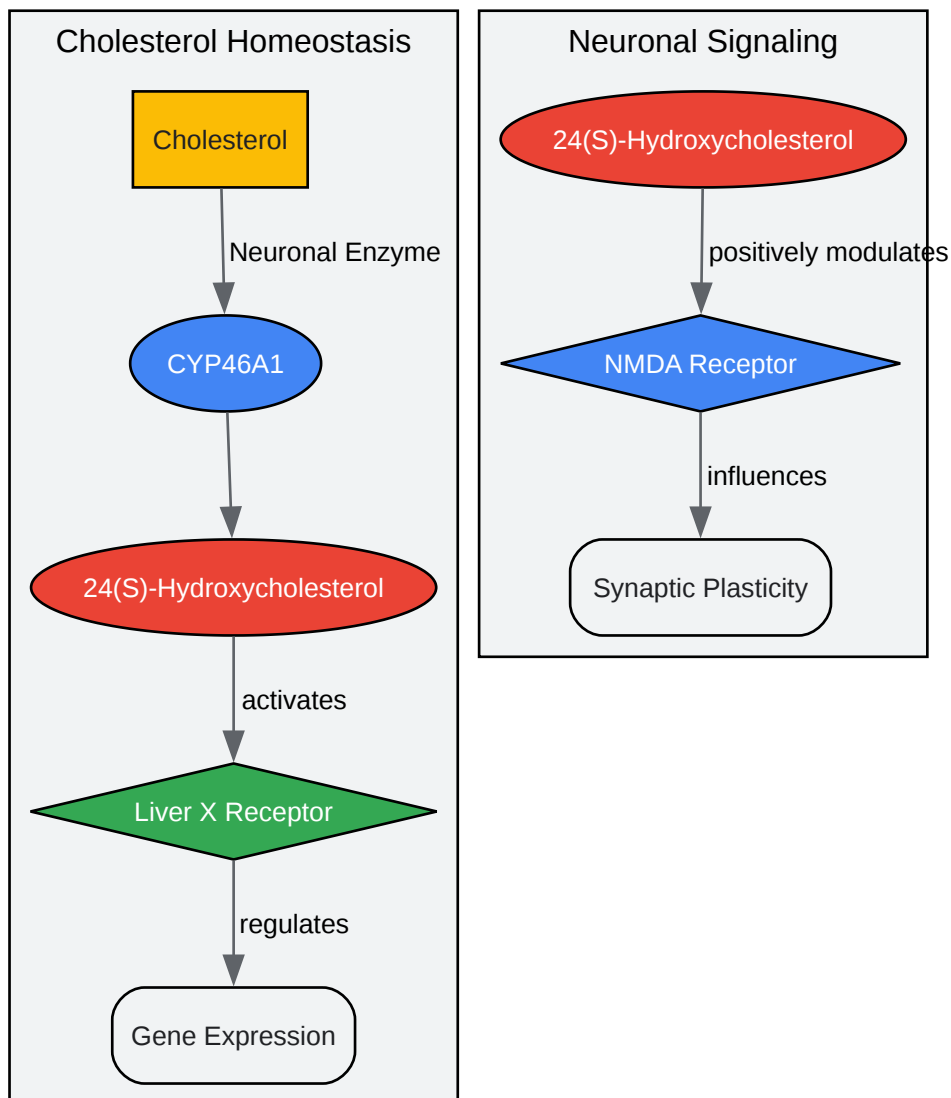 Cholesterol Homeostasis
Cholesterol
Neuronal Enzyme
CYP46A1
24(S)-Hydroxycholesterol
activates
Liver X Receptor
regulates
Gene Expression
Neuronal Signaling
24(S)-Hydroxycholesterol
positively modulates
NMDA Receptor
influences
Synaptic Plasticity